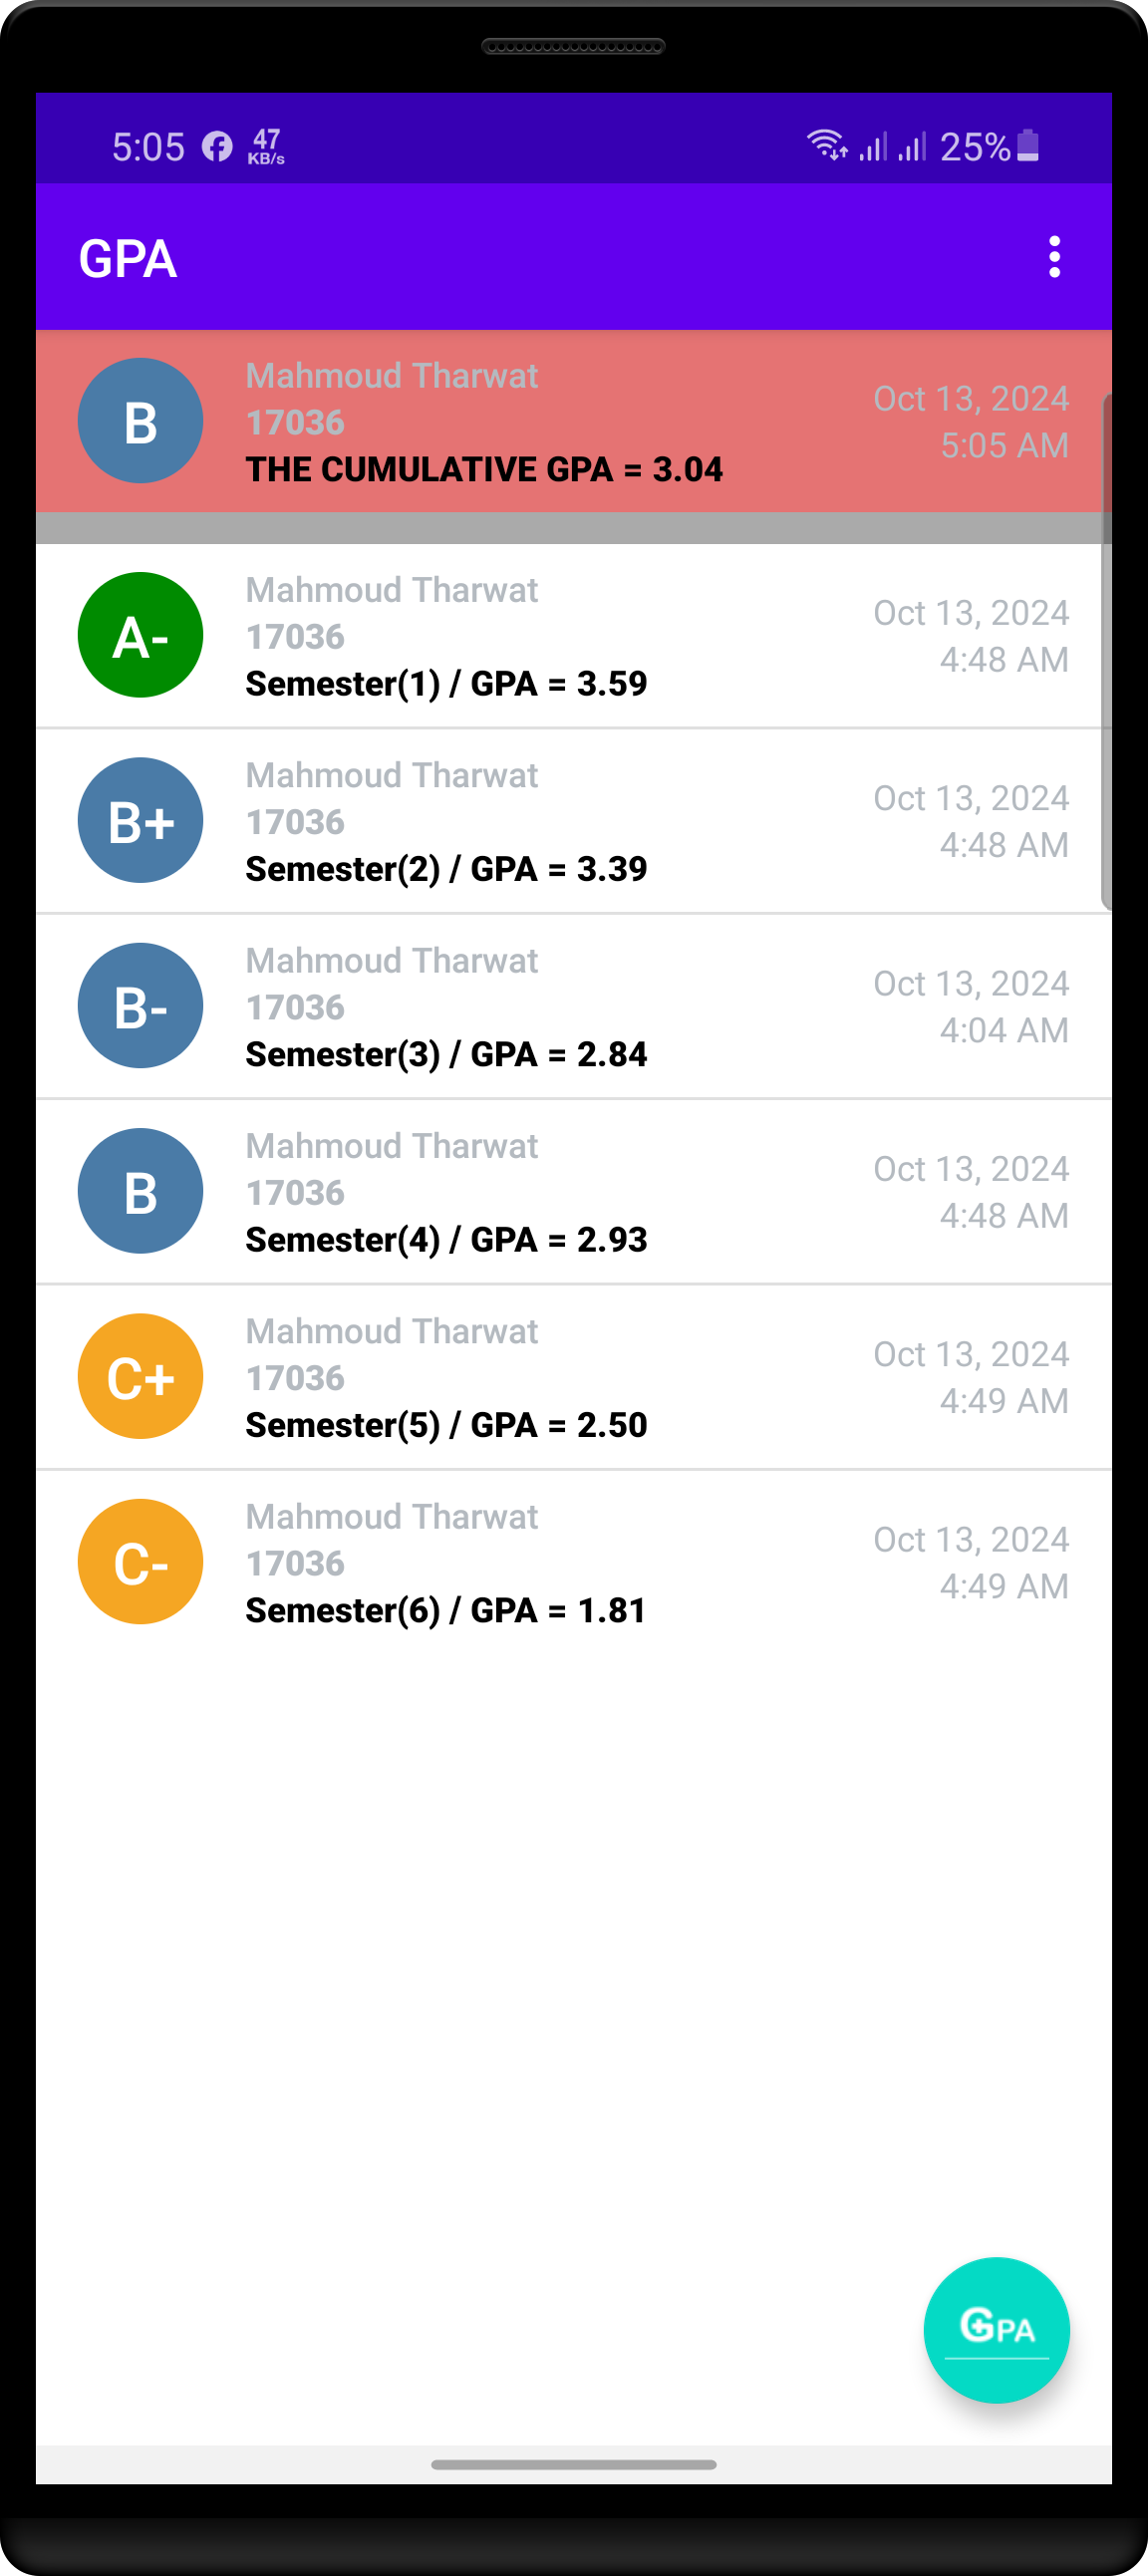 5:05 47 KB/s 25%
GPA
B
Mahmoud Tharwat
17036
THE CUMULATIVE GPA = 3.04
Oct 13, 2024
5:05 AM
A-
Mahmoud Tharwat
17036
Semester(1) / GPA = 3.59
Oct 13, 2024
4:48 AM
B+
Mahmoud Tharwat
17036
Semester(2) / GPA = 3.39
Oct 13, 2024
4:48 AM
B-
Mahmoud Tharwat
17036
Semester(3) / GPA = 2.84
Oct 13, 2024
4:04 AM
B
Mahmoud Tharwat
17036
Semester(4) / GPA = 2.93
Oct 13, 2024
4:48 AM
C+
Mahmoud Tharwat
17036
Semester(5) / GPA = 2.50
Oct 13, 2024
4:49 AM
C-
Mahmoud Tharwat
17036
Semester(6) / GPA = 1.81
Oct 13, 2024
4:49 AM
GPA